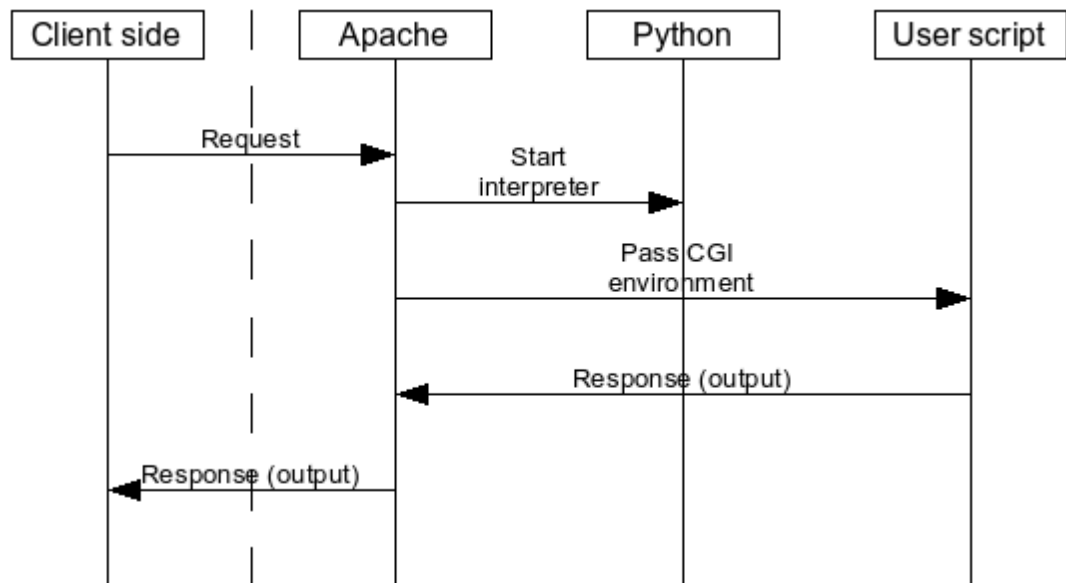 Client side
Apache
Python
User script
Request
Start
interpreter
Pass CGI
environment
Response (output)
Response (output)